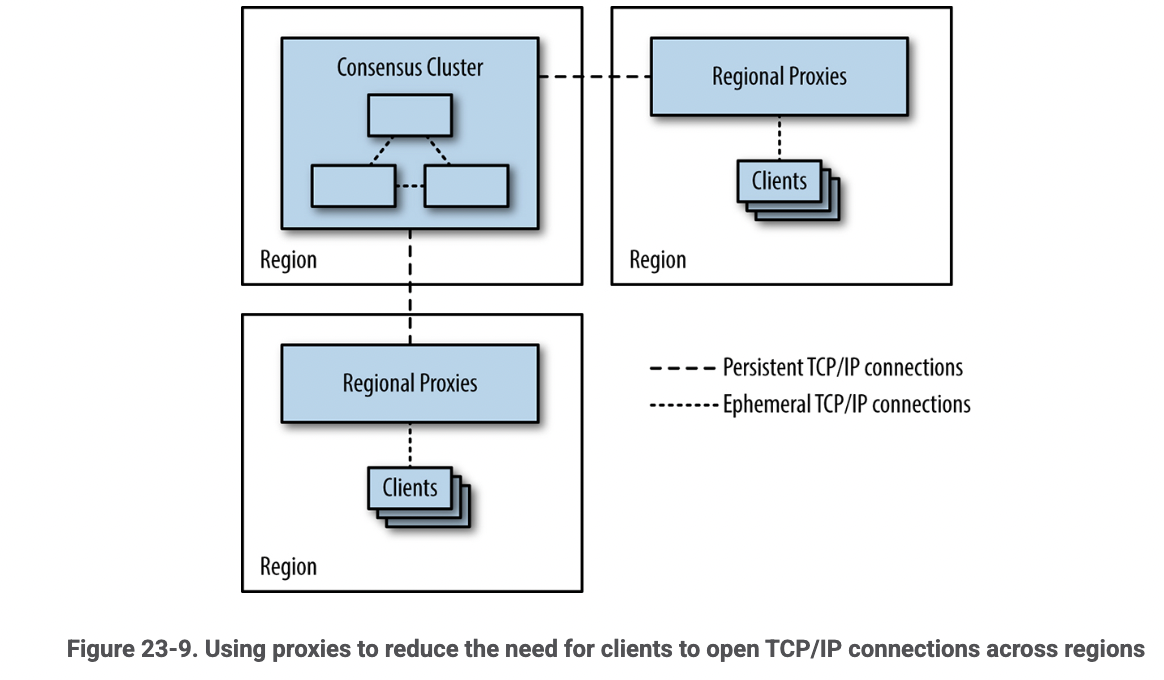 Consensus Cluster
Region
Regional Proxies
Clients
Region
Regional Proxies
Clients
Region
Persistent TCP/IP connections
Ephemeral TCP/IP connections
Figure 23-9. Using proxies to reduce the need for clients to open TCP/IP connections across regions